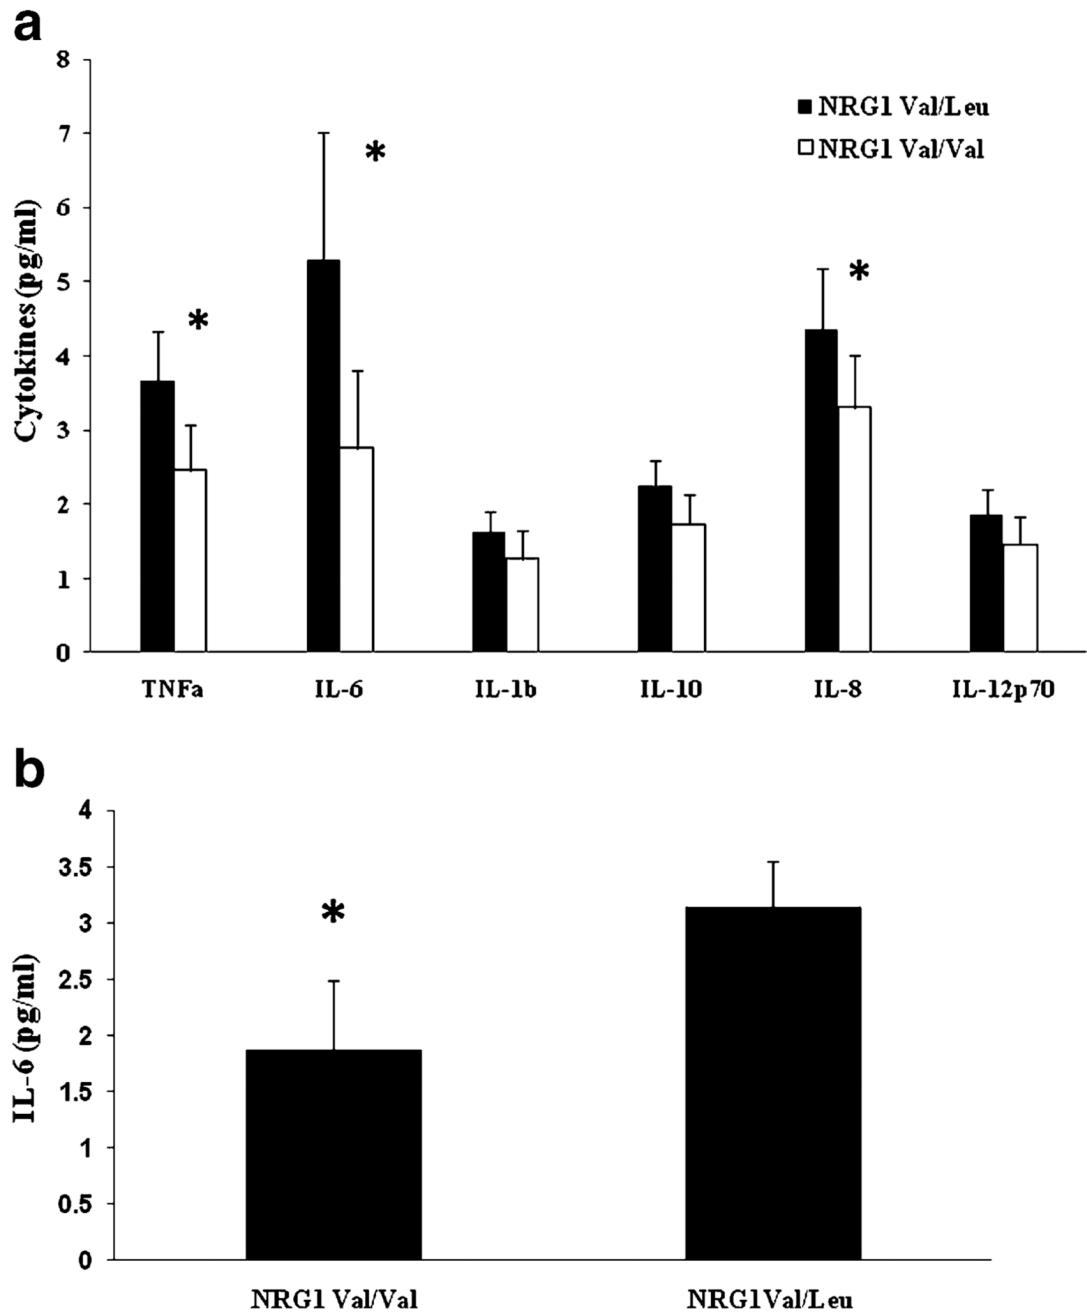 a
8
7
6
5
4
3
2
1
0
Cytokines (pg/ml)
NRG1 Val/Leu
NRG1 Val/Val
*
*
*
TNFa IL-6 IL-1b IL-10 IL-8 IL-12p70
b
4
3.5
3
2.5
2
1.5
1
0.5
0
IL-6 (pg/ml)
*
NRG1 Val/Val NRG1Val/Leu